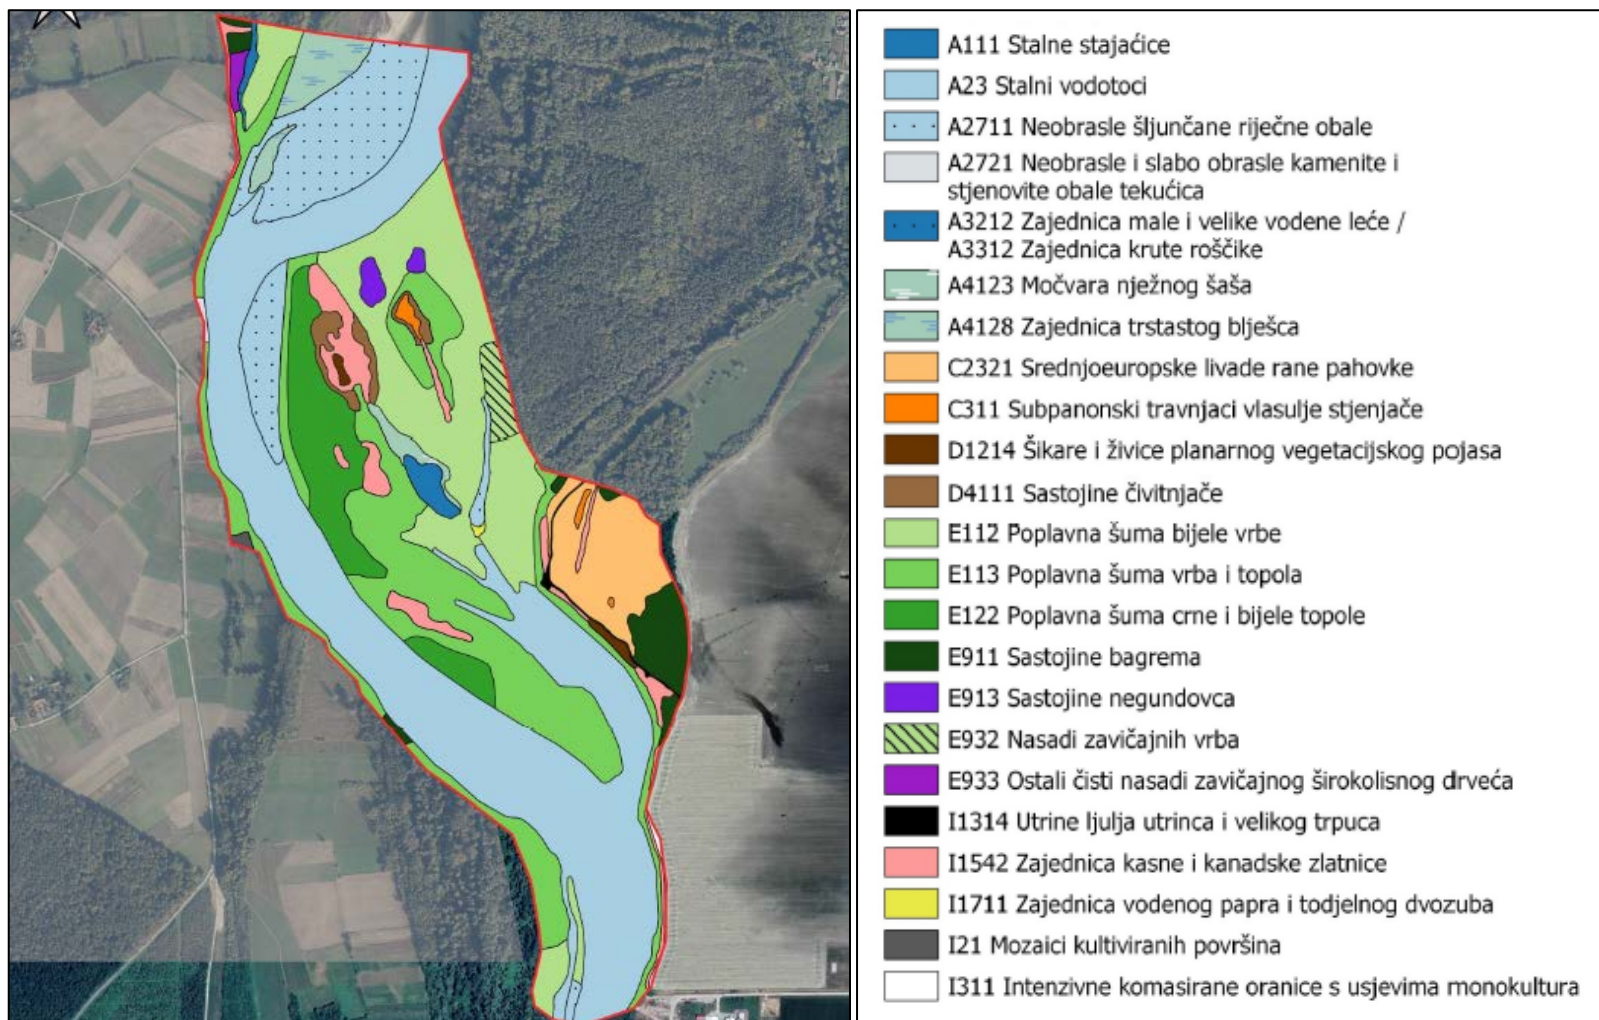 A111 Stalne stajaćice
A23 Stalni vodotoci
A2711 Neobrasle šljunčane riječne obale
A2721 Neobrasle i slabo obrasle kamenite i
stjenovite obale tekućica
A3212 Zajednica male i velike vodene leće /
A3312 Zajednica krute roščike
A4123 Močvara nježnog šaša
A4128 Zajednica trstastog blješca
C2321 Srednjoeuropske livade rane pahovke
C311 Subpanonski travnjaci vlasulje stjenjače
D1214 Šikare i živice planarnog vegetacijskog pojasa
D4111 Sastojine čivitnjače
E112 Poplavna šuma bijele vrbe
E113 Poplavna šuma vrba i topola
E122 Poplavna šuma crne i bijele topole
E911 Sastojine bagrema
E913 Sastojine negundovca
E932 Nasadi zavičajnih vrba
E933 Ostali čisti nasadi zavičajnog širokolisnog drveća
I1314 Utrine ljulja utrinca i velikog trpuca
I1542 Zajednica kasne i kanadske zlatnice
I1711 Zajednica vodenog papra i todjelnog dvozuba
I21 Mozaici kultiviranih površina
I311 Intenzivne komasirane oranice s usjevima monokultura